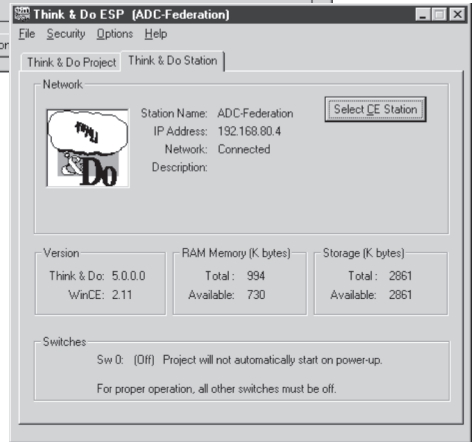 Think & Do ESP (ADC-Federation)
File Security Options Help
Think & Do Project Think & Do Station
Network
Station Name: ADC-Federation
Select CE Station
IP Address: 192.168.80.4
Network: Connected
Description:
Think
Do
Version
Think & Do: 5.0.0.0
WinCE: 2.11
RAM Memory (K bytes)
Total: 994
Available: 730
Storage (K bytes)
Total: 2861
Available: 2861
Switches
Sw 0: (Off) Project will not automatically start on power-up.
For proper operation, all other switches must be off.